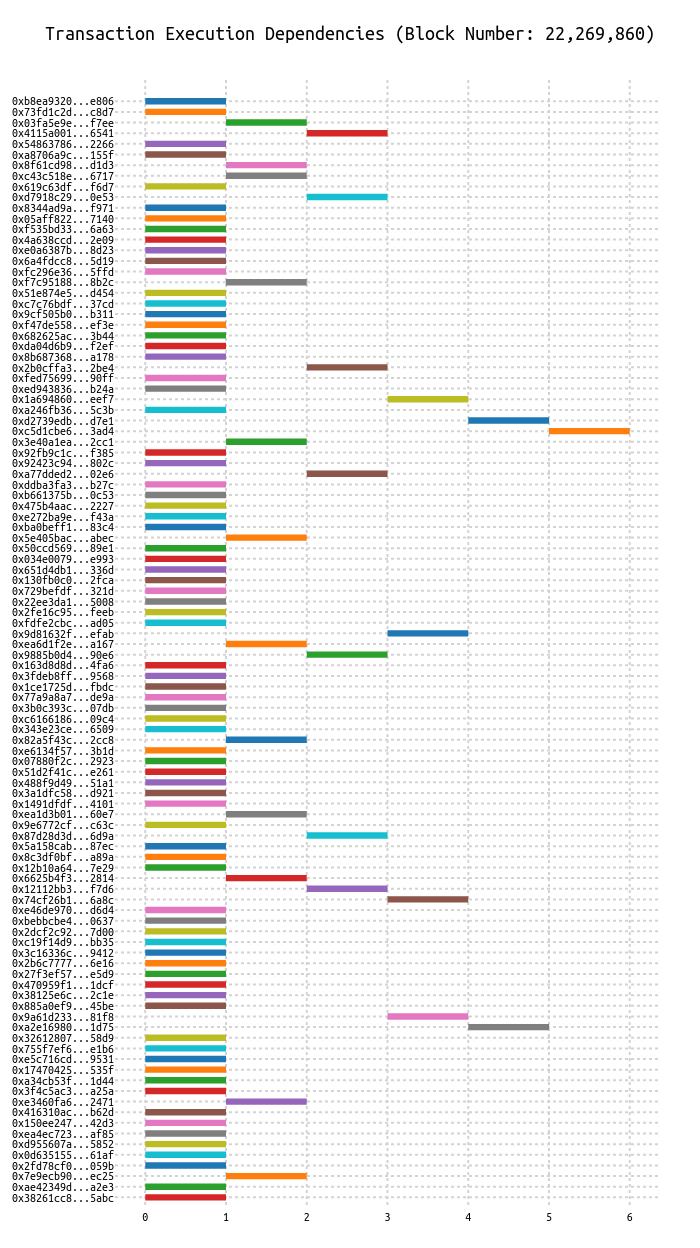 Transaction Execution Dependencies (Block Number: 22,269,860)
0xb8ea9320...e806
0x73fd1c2d...c8d7
0x03fa5e9e...f7ee
0x4115a001...6541
0x54863786...2266
0xa8706a9c...155f
0x8f61cd98...d1d3
0xc43c518e...6717
0x619c63df...f6d7
0xd7918c29...0e53
0x8344ad9a...f971
0x05aff822...7140
0xf535bd33...6a63
0x4a638ccd...2e09
0xe0a6387b...8d23
0x6a4fdcc8...5d19
0xfc296e36...5ffd
0xf7c95188...8b2c
0x51e874e5...d454
0xc7c76bdf...37cd
0x9cf505b0...b311
0xf47de558...ef3e
0x682625ac...3b44
0xda04d6b9...f2ef
0x8b687368...a178
0x2b0cffa3...2be4
0xfed75699...90ff
0xed943836...b24a
0x1a694860...eef7
0xa246fb36...5c3b
0xd2739edb...d7e1
0xc5d1cbe6...3ad4
0x3e40a1ea...2cc1
0x92fb9c1c...f385
0x92423c94...802c
0xa77dded2...02e6
0xddba3fa3...b27c
0xb661375b...0c53
0x475b4aac...2227
0xe272ba9e...f43a
0xba0beff1...83c4
0x5e405bac...abec
0x50ccd569...89e1
0x034e0079...e993
0x651d4db1...336d
0x130fb0c0...2fca
0x729befdf...321d
0x22ee3da1...5008
0x2fe16c95...feeb
0xfdfe2cbc...ad05
0x9d81632f...efab
0xea6d1f2e...a167
0x9885b0d4...90e6
0x163d8d8d...4fa6
0x3fdeb8ff...9568
0x1ce1725d...fbdc
0x77a9a8a7...de9a
0x3b0c393c...07db
0xc6166186...09c4
0x343e23ce...6509
0x82a5f43c...2cc8
0xe6134f57...3b1d
0x07880f2c...2923
0x51d2f41c...e261
0x488f9d49...51a1
0x3a1dfc58...d921
0x1491dfdf...4101
0xea1d3b01...60e7
0x9e6772cf...c63c
0x87d28d3d...6d9a
0x5a158cab...87ec
0x8c3df0bf...a89a
0x12b10a64...7e29
0x6625b4f3...2814
0x12112bb3...f7d6
0x74cf26b1...6a8c
0xe46de970...d6d4
0xbebbcbe4...0637
0x2dcf2c92...7d00
0xc19f14d9...bb35
0x3c16336c...9412
0x2b6c7777...6e16
0x27f3ef57...e5d9
0x470959f1...1dcf
0x38125e6c...2c1e
0x885a0ef9...45be
0x9a61d233...81f8
0xa2e16980...1d75
0x32612807...58d9
0x755f7ef6...e1b6
0xe5c716cd...9531
0x17470425...535f
0xa34cb53f...1d44
0x3f4c5ac3...a25a
0xe3460fa6...2471
0x416310ac...b62d
0x150ee247...42d3
0xea4ec723...af85
0xd955607a...5852
0x0d635155...61af
0x2fd78cf0...059b
0x7e9ecb90...ec25
0xae42349d...a2e3
0x38261cc8...5abc
0 1 2 3 4 5 6